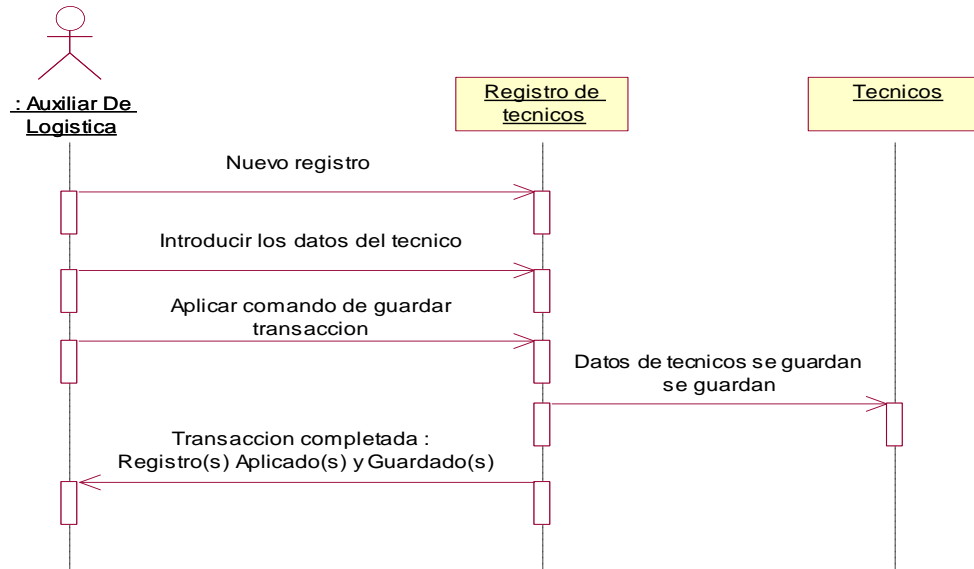 : Auxiliar De
Logistica
Registro de
tecnicos
Tecnicos
Nuevo registro
Introducir los datos del tecnico
Aplicar comando de guardar
transaccion
Datos de tecnicos se guardan
se guardan
Transaccion completada :
Registro(s) Aplicado(s) y Guardado(s)